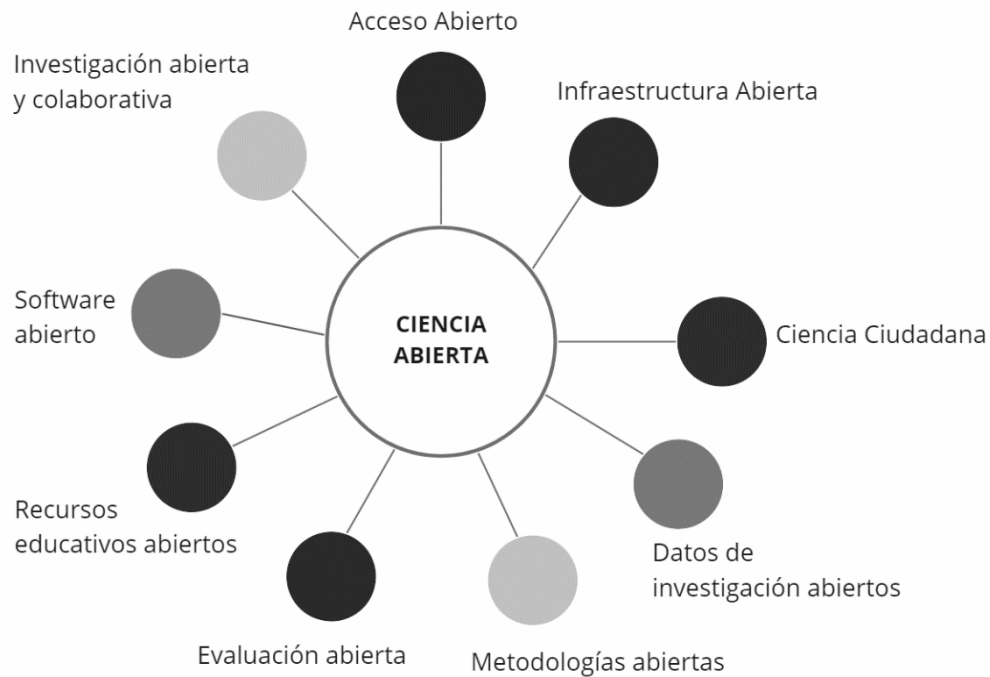 Acceso Abierto
Investigación abierta
y colaborativa
Infraestructura Abierta
Software
abierto
CIENCIA
ABIERTA
Ciencia Ciudadana
Recursos
educativos abiertos
Datos de
investigación abiertos
Evaluación abierta
Metodologías abiertas